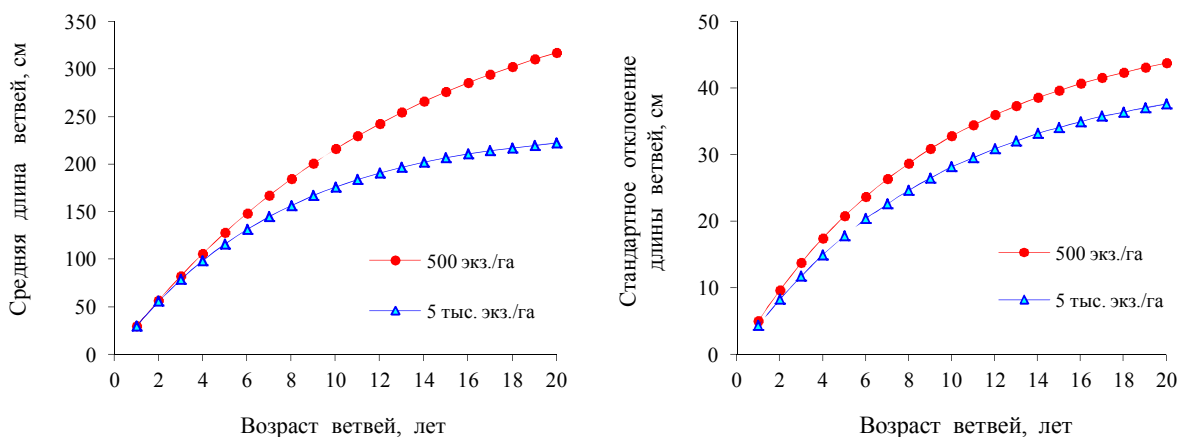 Средняя длина ветвей, см
350
300
250
200
150
100
50
0
0 2 4 6 8 10 12 14 16 18 20
Возраст ветвей, лет
500 экз./га
5 тыс. экз./га
Стандартное отклонение
длины ветвей, см
50
40
30
20
10
0
0 2 4 6 8 10 12 14 16 18 20
Возраст ветвей, лет
500 экз./га
5 тыс. экз./га